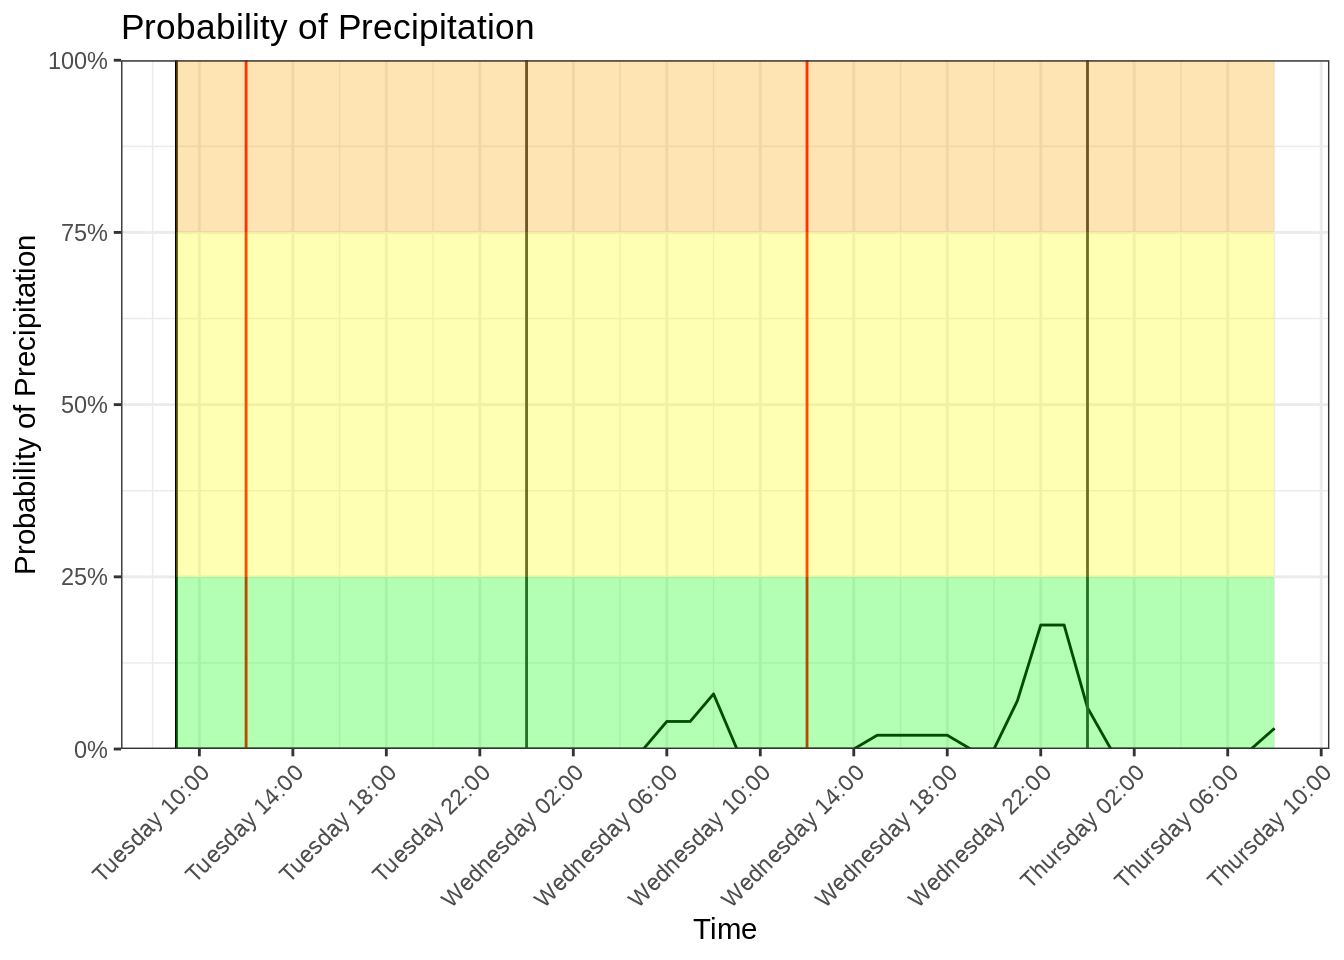 Probability of Precipitation
Probability of Precipitation
100%
75%
50%
25%
0%
Tuesday 10:00
Tuesday 14:00
Tuesday 18:00
Tuesday 22:00
Wednesday 02:00
Wednesday 06:00
Wednesday 10:00
Wednesday 14:00
Wednesday 18:00
Wednesday 22:00
Thursday 02:00
Thursday 06:00
Thursday 10:00
Time